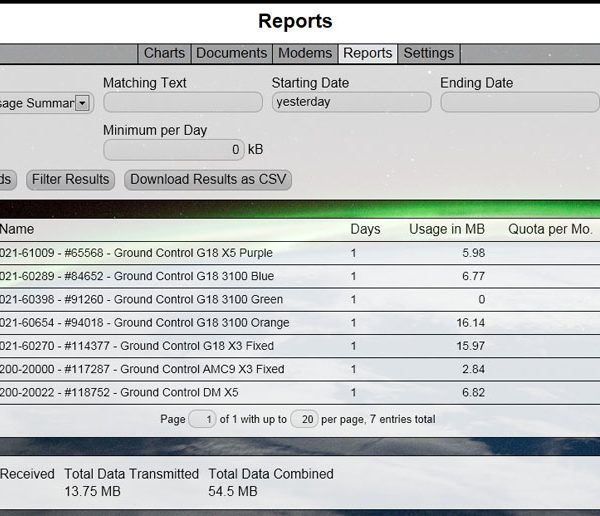 Reports
Charts Documents Modems Reports Settings
Matching Text Starting Date Ending Date
sage Summar yesterday
Minimum per Day
0 kB
ds Filter Results Download Results as CSV
Name Days Usage in MB Quota per Mo.
021-61009 - #65568 - Ground Control G18 X5 Purple 1 5.98
021-60289 - #84652 - Ground Control G18 3100 Blue 1 6.77
021-60398 - #91260 - Ground Control G18 3100 Green 1 0
021-60654 - #94018 - Ground Control G18 3100 Orange 1 16.14
021-60270 - #114377 - Ground Control G18 X3 Fixed 1 15.97
200-20000 - #117287 - Ground Control AMC9 X3 Fixed 1 2.84
200-20022 - #118752 - Ground Control DM X5 1 6.82
Page 1 of 1 with up to 20 per page, 7 entries total
Received Total Data Transmitted Total Data Combined
13.75 MB 54.5 MB